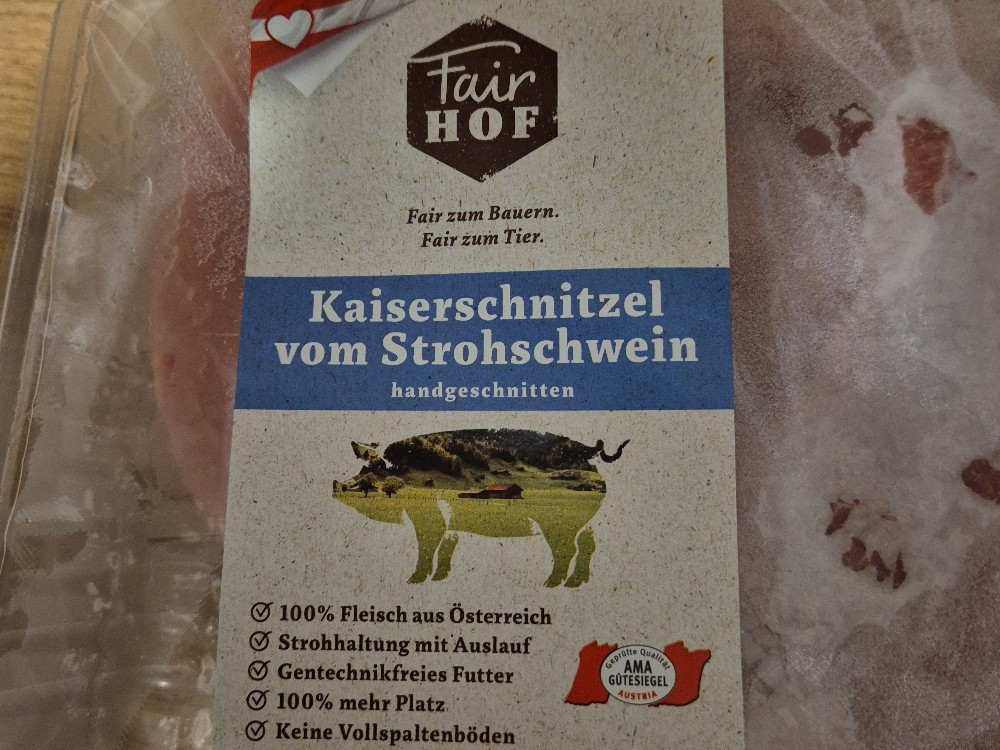 Fair
HOF
Fair zum Bauern.
Fair zum Tier.
Kaiserschnitzel
vom Strohschwein
handgeschnitten
100% Fleisch aus Österreich
Strohhaltung mit Auslauf
Gentechnikfreies Futter
100% mehr Platz
Keine Vollspaltenböden
Geprüfte Qualität
AMA
GÜTESIEGEL
AUSTRIA